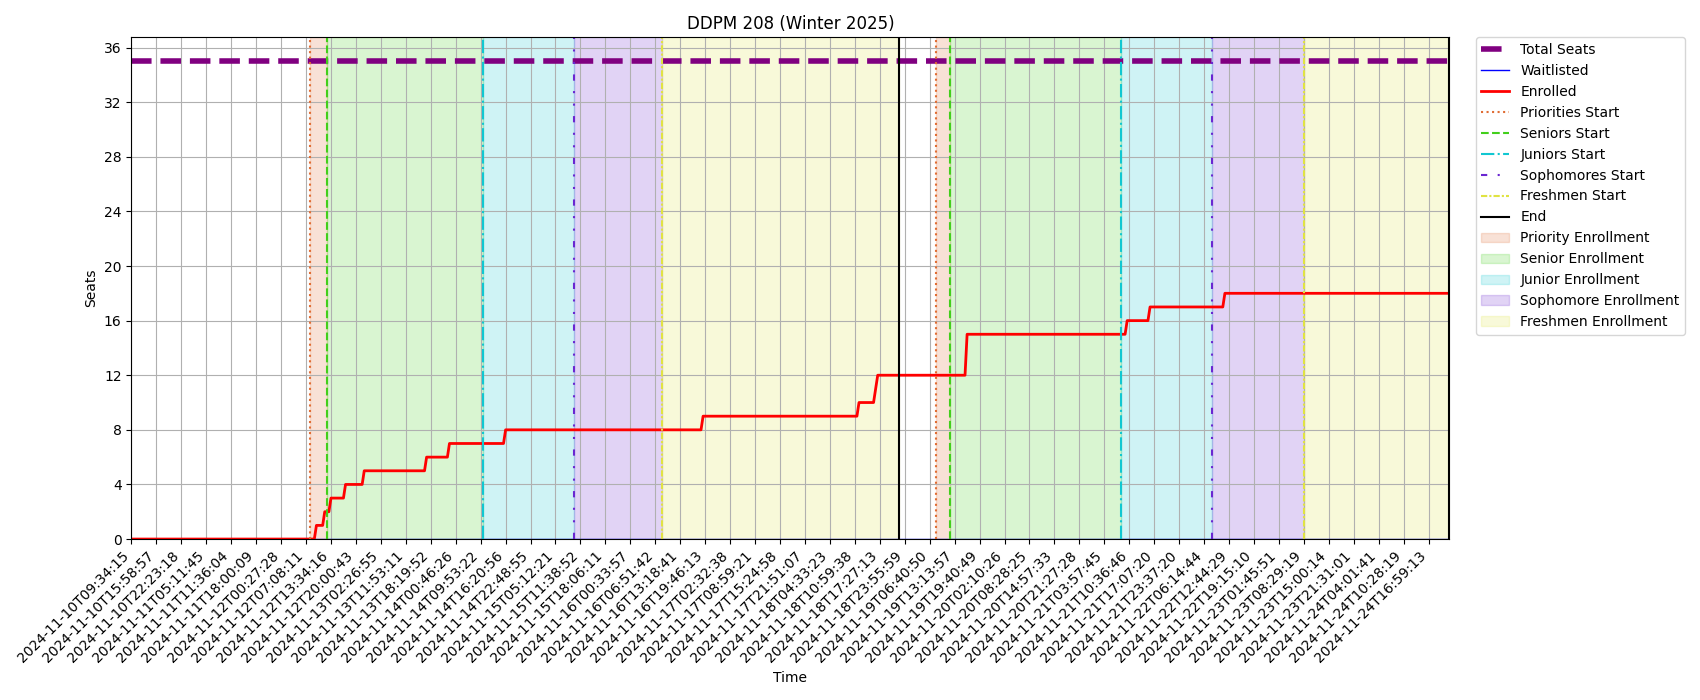 DDPM 208 (Winter 2025)
36
32
28
24
20
16
12
8
4
0
Seats
2024-11-10T09:34:15
2024-11-10T15:58:57
2024-11-10T22:23:18
2024-11-11T05:11:45
2024-11-11T11:36:04
2024-11-11T18:00:09
2024-11-12T00:27:28
2024-11-12T07:08:11
2024-11-12T13:34:16
2024-11-12T20:00:43
2024-11-13T02:26:55
2024-11-13T11:53:11
2024-11-13T18:19:52
2024-11-14T00:46:26
2024-11-14T09:53:22
2024-11-14T16:20:56
2024-11-14T22:48:55
2024-11-15T05:12:21
2024-11-15T11:38:52
2024-11-15T18:06:11
2024-11-16T00:33:57
2024-11-16T06:51:42
2024-11-16T13:18:41
2024-11-16T19:46:13
2024-11-17T02:32:38
2024-11-17T08:59:21
2024-11-17T15:24:58
2024-11-17T21:51:07
2024-11-18T04:33:23
2024-11-18T10:59:38
2024-11-18T17:27:13
2024-11-18T23:55:59
2024-11-19T06:40:50
2024-11-19T13:13:57
2024-11-19T19:40:49
2024-11-20T02:10:26
2024-11-20T08:28:25
2024-11-20T14:57:33
2024-11-20T21:27:28
2024-11-21T03:57:45
2024-11-21T10:36:46
2024-11-21T17:07:20
2024-11-21T23:37:20
2024-11-22T06:14:44
2024-11-22T12:44:29
2024-11-22T19:15:10
2024-11-23T01:45:51
2024-11-23T08:29:19
2024-11-23T15:00:14
2024-11-23T21:31:01
2024-11-24T04:01:41
2024-11-24T10:28:19
2024-11-24T16:59:13
Time
Total Seats
Waitlisted
Enrolled
Priorities Start
Seniors Start
Juniors Start
Sophomores Start
Freshmen Start
End
Priority Enrollment
Senior Enrollment
Junior Enrollment
Sophomore Enrollment
Freshmen Enrollment